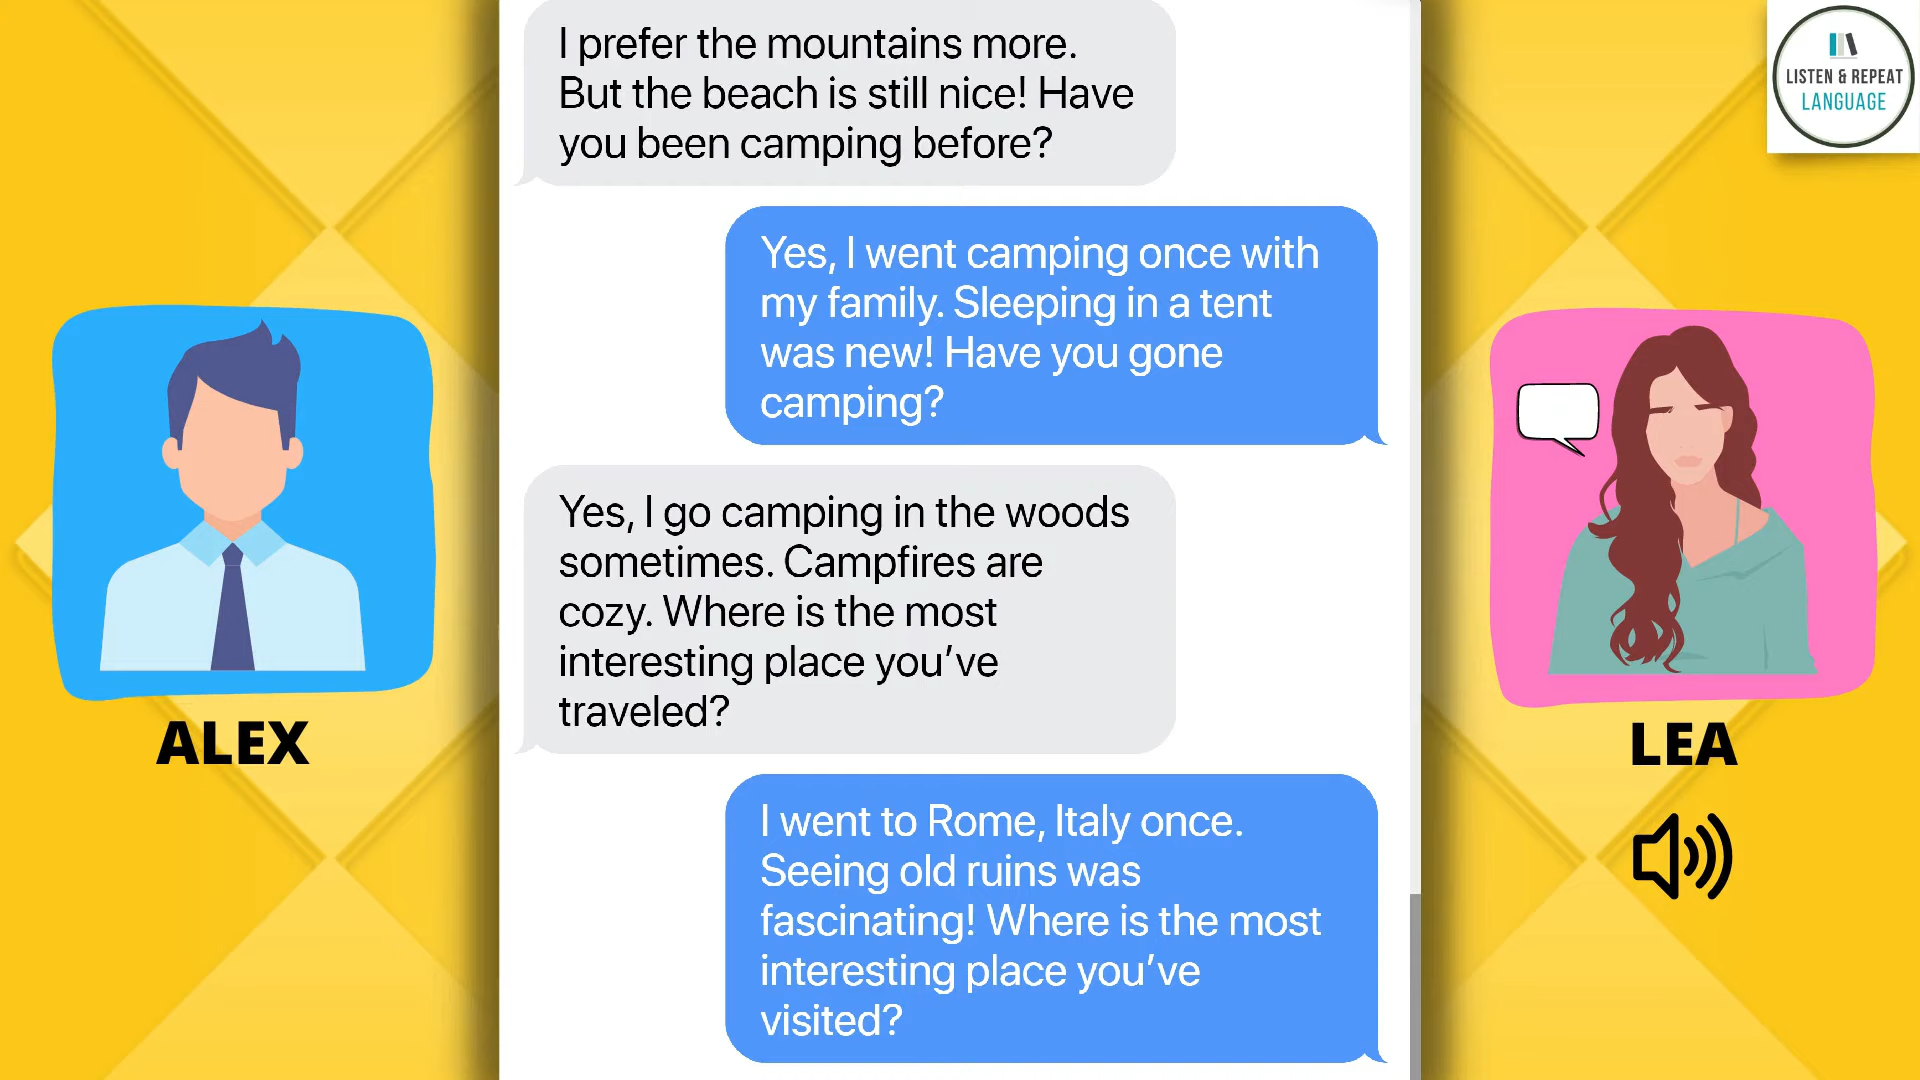 I prefer the mountains more.
But the beach is still nice! Have
you been camping before?
Yes, I went camping once with
my family. Sleeping in a tent
was new! Have you gone
camping?
Yes, I go camping in the woods
sometimes. Campfires are
cozy. Where is the most
interesting place you've
traveled?
I went to Rome, Italy once.
Seeing old ruins was
fascinating! Where is the most
interesting place you've
visited?
ALEX
LEA
LISTEN & REPEAT
LANGUAGE